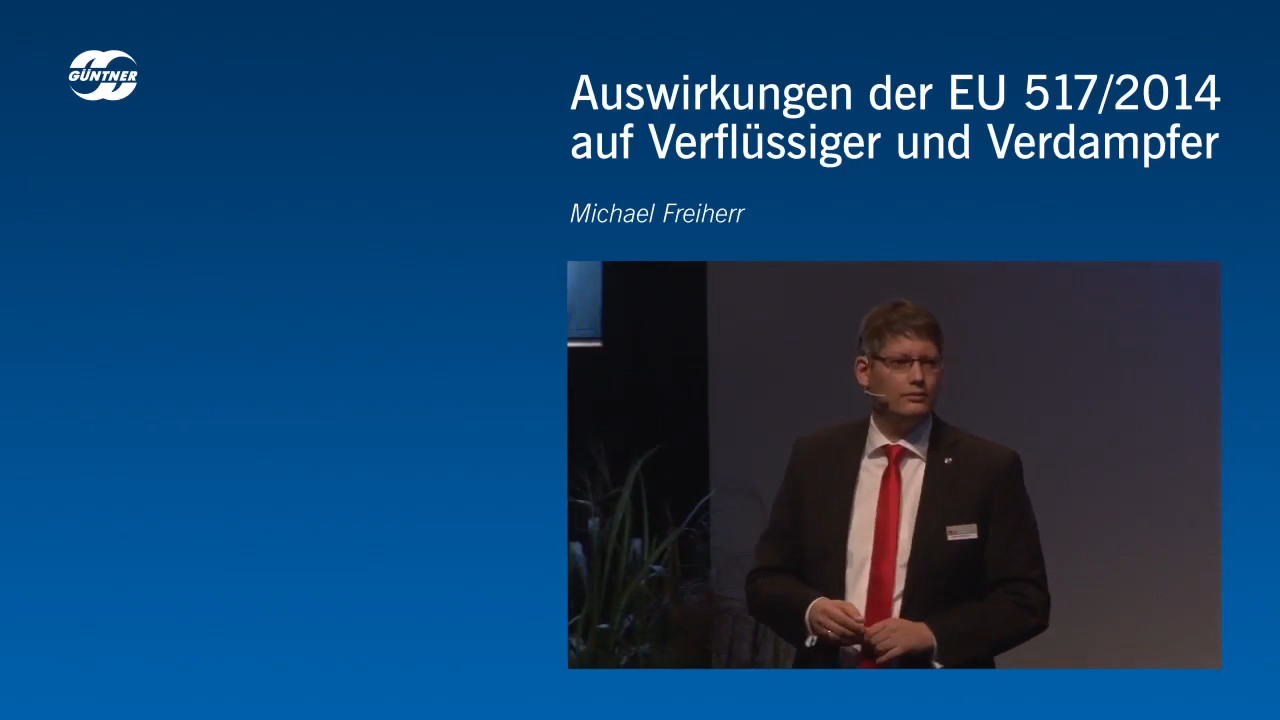 GÜNTNER
Auswirkungen der EU 517/2014
auf Verflüssiger und Verdampfer
Michael Freiherr